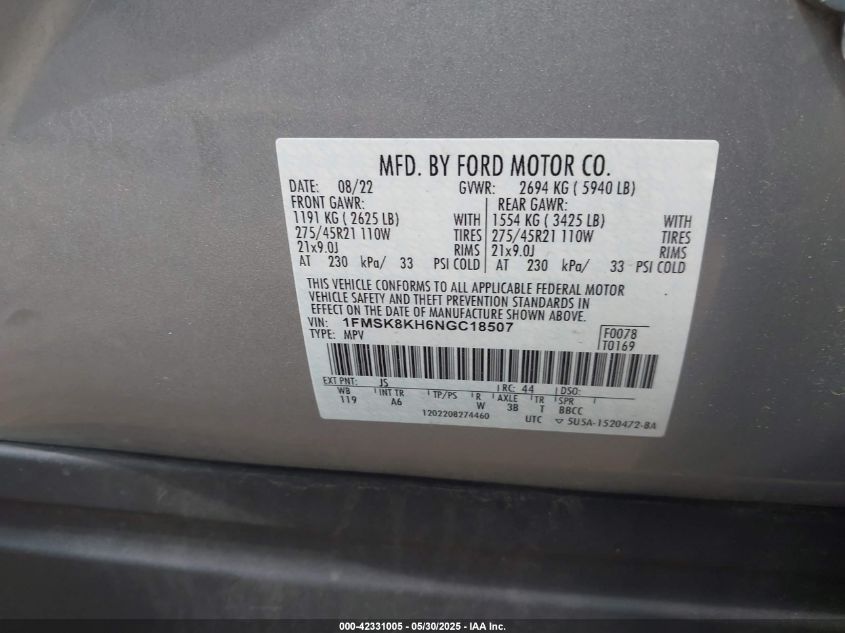 MFD. BY FORD MOTOR CO.
DATE: 08/22 GVWR: 2694 KG ( 5940 LB)
FRONT GAWR: REAR GAWR:
1191 KG ( 2625 LB) WITH 1554 KG ( 3425 LB) WITH
275/45R21 110W TIRES 275/45R21 110W TIRES
21x9.0J RIMS 21x9.0J RIMS
AT 230 kPa/ 33 PSI COLD AT 230 kPa/ 33 PSI COLD
THIS VEHICLE CONFORMS TO ALL APPLICABLE FEDERAL MOTOR
VEHICLE SAFETY AND THEFT PREVENTION STANDARDS IN
EFFECT ON THE DATE OF MANUFACTURE SHOWN ABOVE.
VIN: 1FMSK8KH6NGC18507 F0078
TYPE: MPV T0169
EXT PNT: JS RC: 44 DSO:
WB INT TR TP/PS R AXLE TR SPR
119 A6 W 3B T BBCC
1202208274460 UTC ▽ 5U5A-1520472-BA
000-42331005 - 05/30/2025 - IAA Inc.